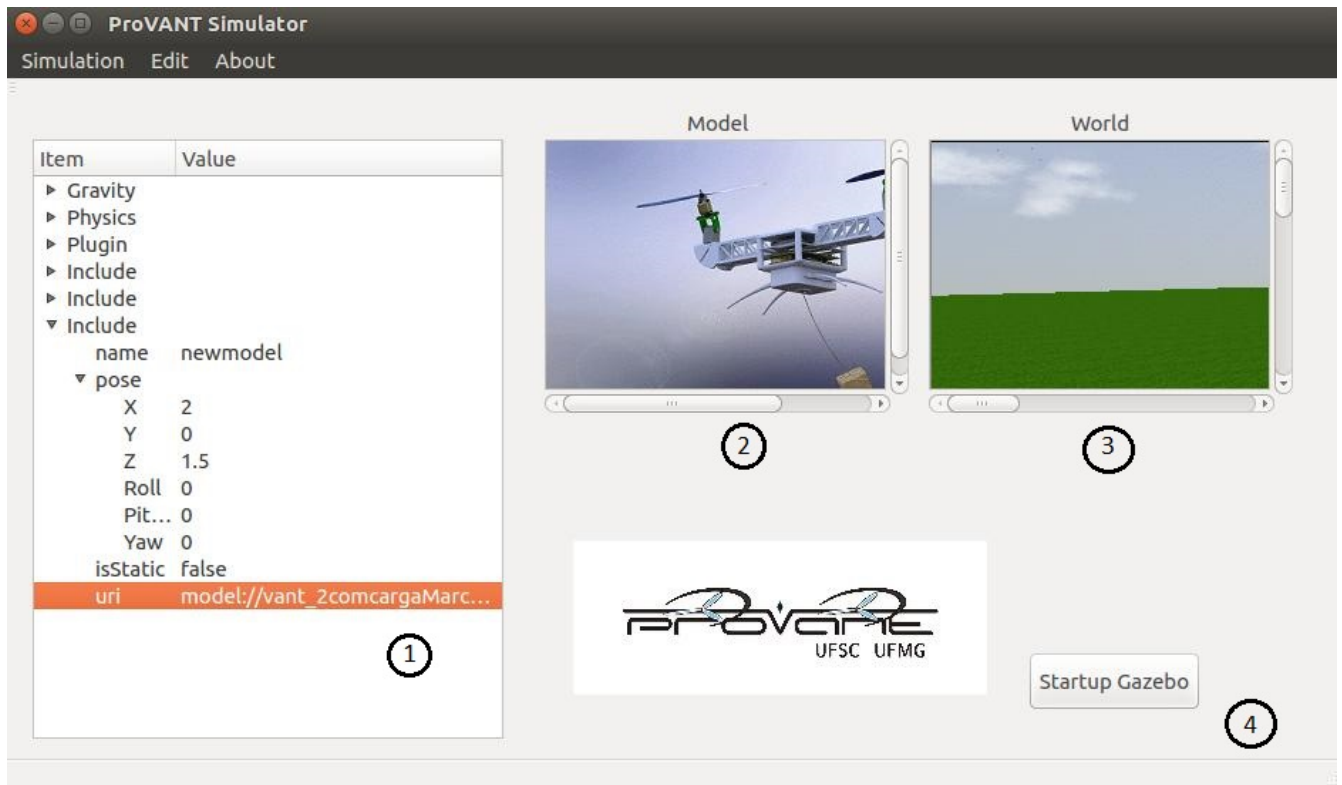 ProVANT Simulator
Simulation Edit About
Item Value
Gravity
Physics
Plugin
Include
Include
Include
name newmodel
pose
X 2
Y 0
Z 1.5
Roll 0
Pit... 0
Yaw 0
isStatic false
uri model://vant_2comcargaMarc...
1
Model
World
2
3
PROVANT
UFSC UFMG
Startup Gazebo
4